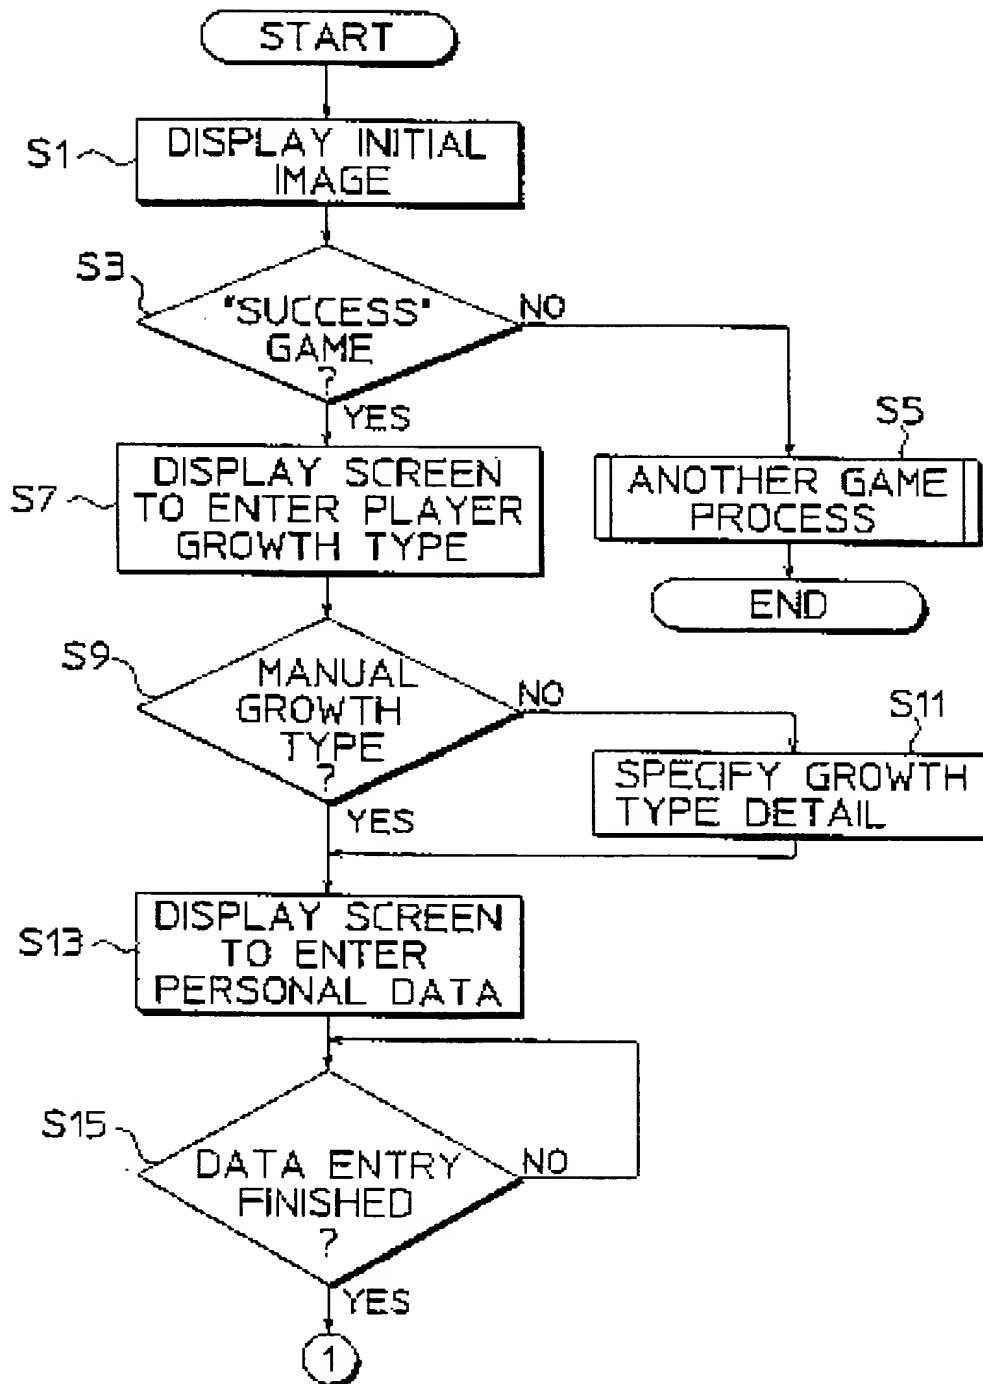 START
S1
DISPLAY INITIAL
IMAGE
S3
"SUCCESS"
GAME
?
NO
YES
S5
ANOTHER GAME
PROCESS
END
S7
DISPLAY SCREEN
TO ENTER PLAYER
GROWTH TYPE
S9
MANUAL
GROWTH
TYPE
?
NO
YES
S11
SPECIFY GROWTH
TYPE DETAIL
S13
DISPLAY SCREEN
TO ENTER
PERSONAL DATA
S15
DATA ENTRY
FINISHED
?
NO
YES
1